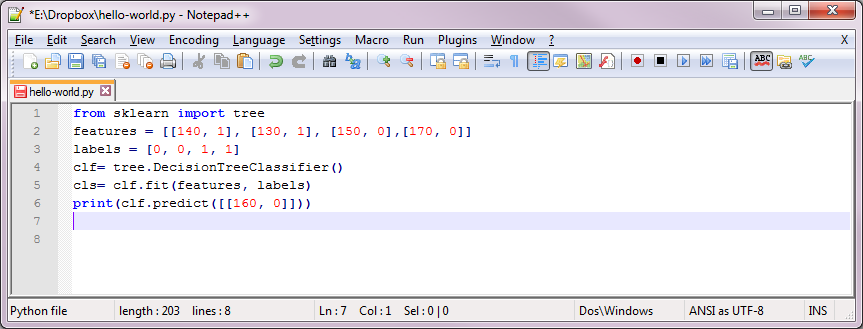 *E:\Dropbox\hello-world.py - Notepad++
File Edit Search View Encoding Language Settings Macro Run Plugins Window ? X
ABC ABC
hello-world.py
1 from sklearn import tree
2 features = [[140, 1], [130, 1], [150, 0],[170, 0]]
3 labels = [0, 0, 1, 1]
4 clf= tree.DecisionTreeClassifier()
5 cls= clf.fit(features, labels)
6 print(clf.predict([[160, 0]]))
7
8
Python file length : 203 lines : 8 Ln : 7 Col : 1 Sel : 0 | 0 Dos\Windows ANSI as UTF-8 INS